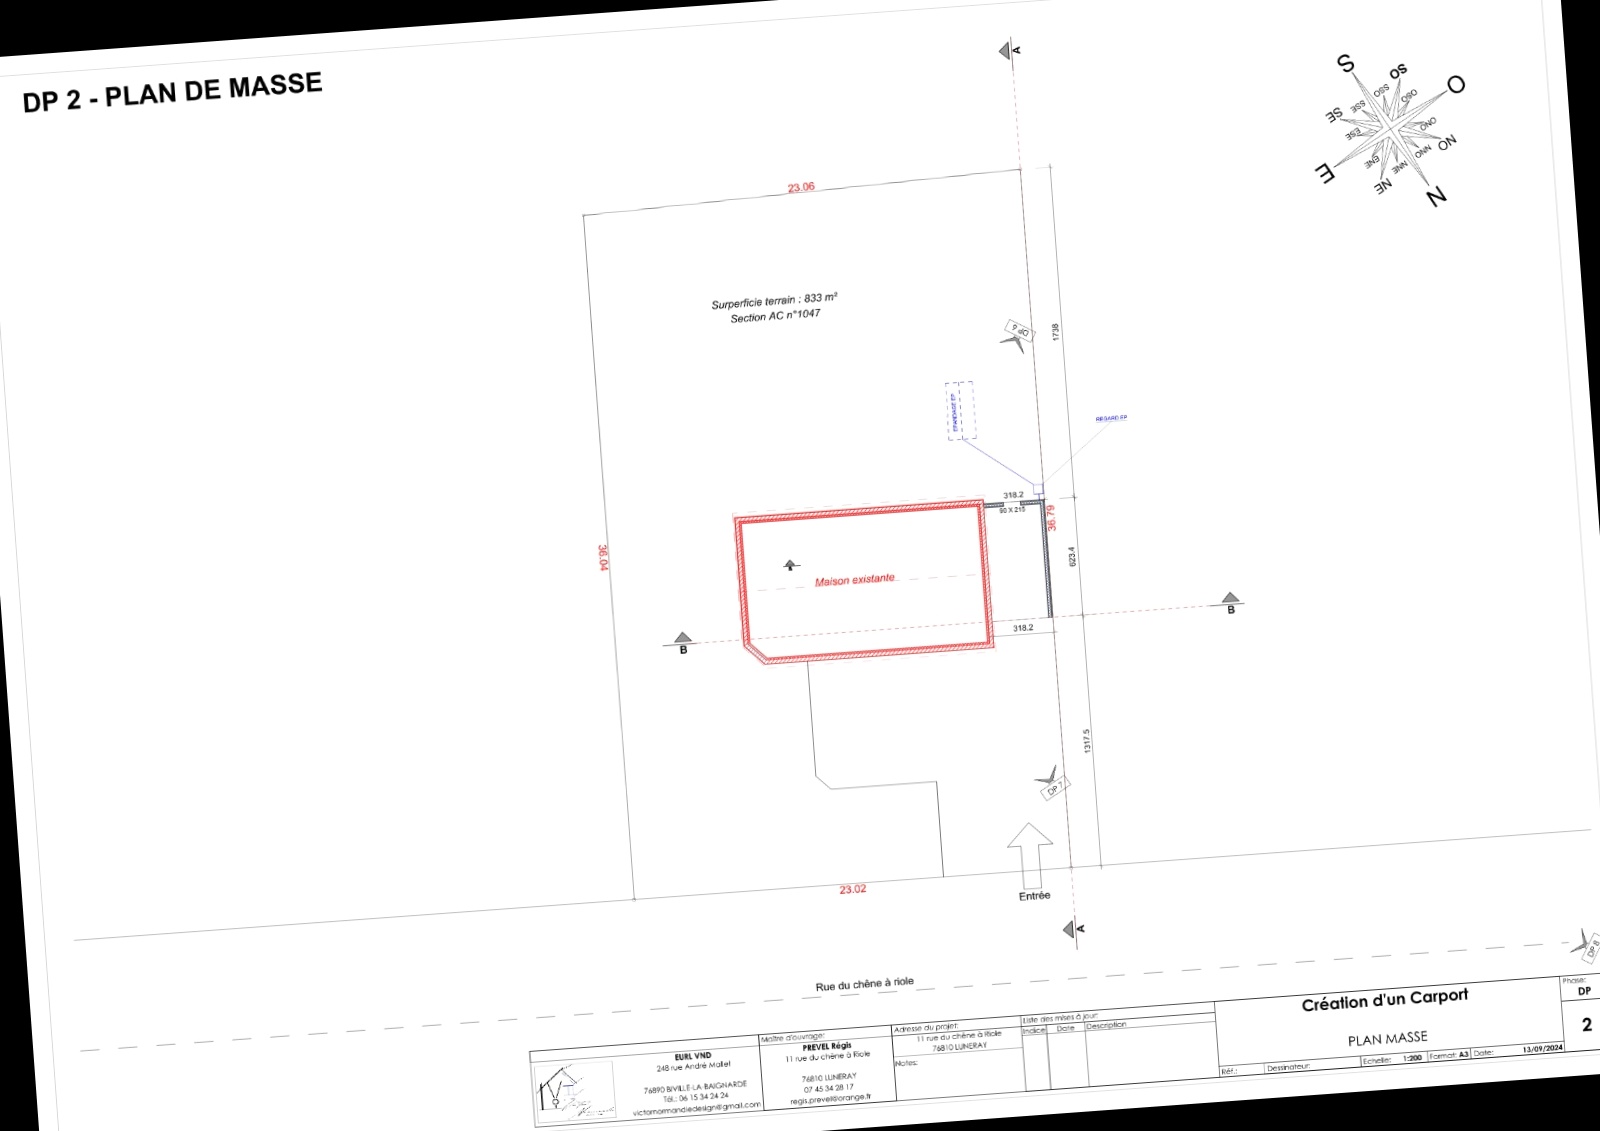 DP 2 - PLAN DE MASSE
A
S
SO
O
SSO
OSO
SSE
SE
ESE
ONO
NO
NNO
E
ENE
NNE
NE
N
23.06
Surperficie terrain : 833 m²
Section AC n°1047
DP 6
1738
EPANDAGE EP
REGARD EP
318.2
90 X 215
36.79
36.04
623.4
Maison existante
B
318.2
B
1317.5
DP 7
23.02
Entrée
A
DP 8
Rue du chêne à riole
EURL VND
248 rue André Mallet
76890 BIVILLE-LA-BAIGNARDE
Tél.: 06 15 34 24 24
victornormandiedesign@gmail.com
Maître d'ouvrage:
PREVEL Régis
11 rue du chêne à Riole
76810 LUNERAY
07 45 34 28 17
regis.prevel@orange.fr
Adresse du projet:
11 rue du chêne à Riole
76810 LUNERAY
Notes:
Liste des mises à jour:
Indice Date Description
Création d'un Carport
PLAN MASSE
Réf.: Dessinateur: Echelle: 1:200 Format: A3 Date: 13/09/2024
Phase:
DP
2